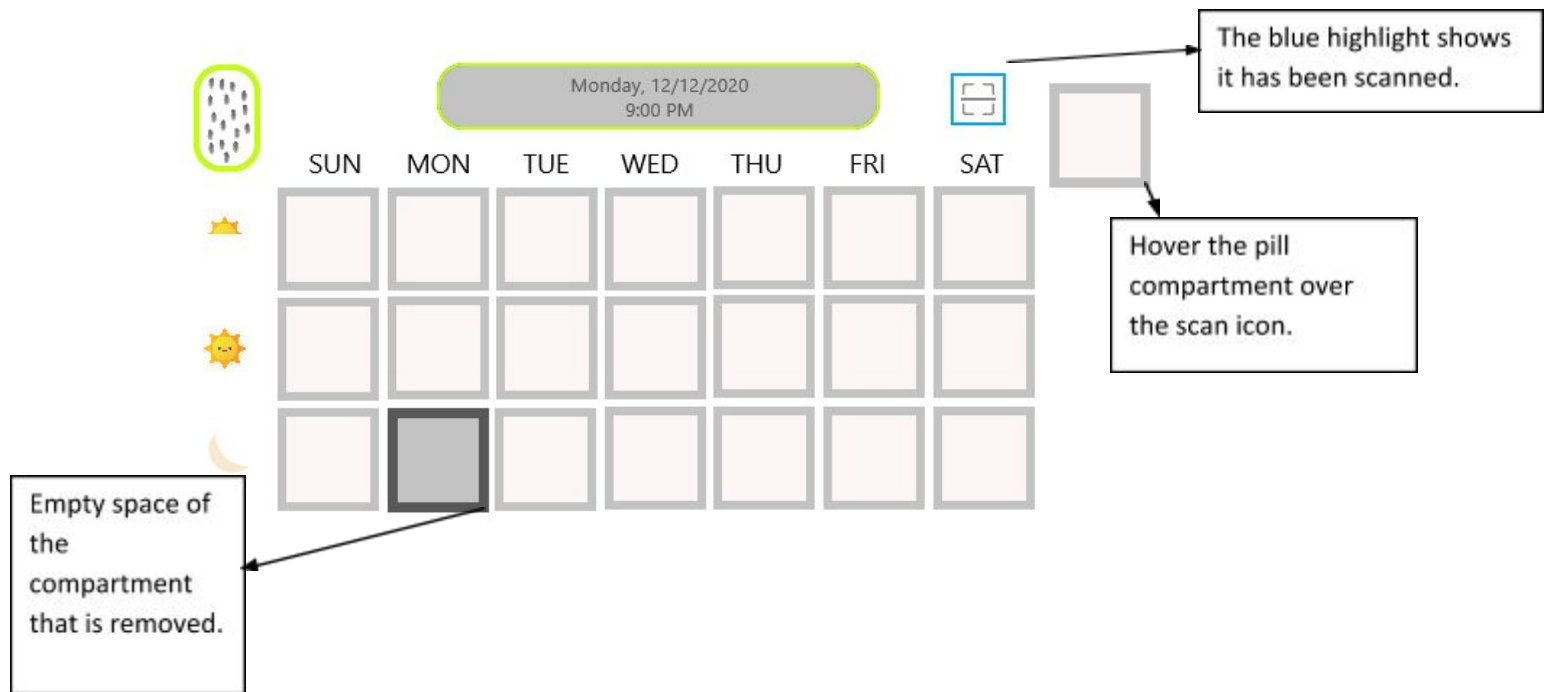 The blue highlight shows
it has been scanned.
Monday, 12/12/2020
9:00 PM
SUN MON TUE WED THU FRI SAT
Hover the pill
compartment over
the scan icon.
Empty space of
the
compartment
that is removed.